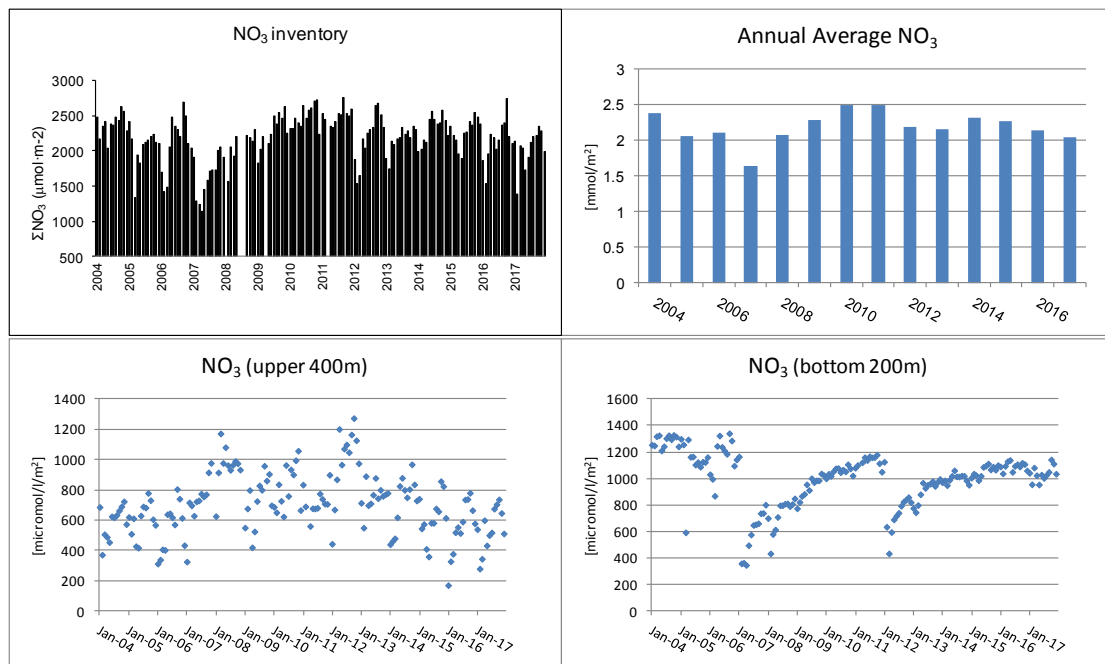 NO3 inventory
ΣNO3 (μmol·m-2)
3000
2500
2000
1500
1000
500
2004
2005
2006
2007
2008
2009
2010
2011
2012
2013
2014
2015
2016
2017
Annual Average NO3
[mmol/m²]
3
2.5
2
1.5
1
0.5
0
2004
2006
2008
2010
2012
2014
2016
NO3 (upper 400m)
[micromol/l/m²]
1400
1200
1000
800
600
400
200
0
Jan-04
Jan-05
Jan-06
Jan-07
Jan-08
Jan-09
Jan-10
Jan-11
Jan-12
Jan-13
Jan-14
Jan-15
Jan-16
Jan-17
NO3 (bottom 200m)
[micromol/l/m²]
1600
1400
1200
1000
800
600
400
200
0
Jan-04
Jan-05
Jan-06
Jan-07
Jan-08
Jan-09
Jan-10
Jan-11
Jan-12
Jan-13
Jan-14
Jan-15
Jan-16
Jan-17